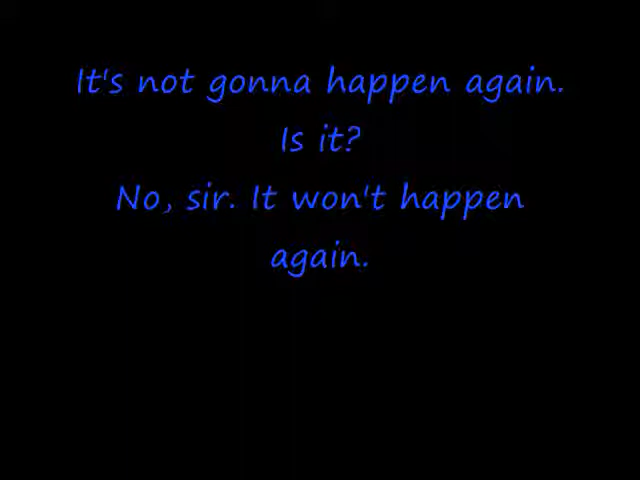 It's not gonna happen again.
Is it?
No, sir. It won't happen
again.